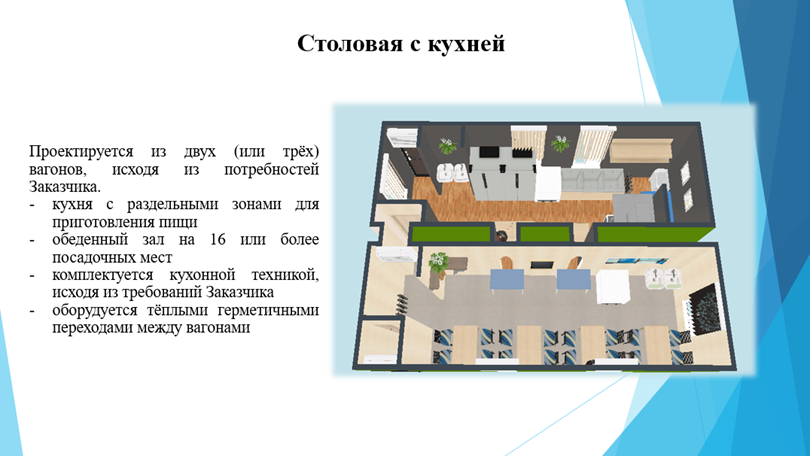 Столовая с кухней
Проектируется из двух (или трёх)
вагонов, исходя из потребностей
Заказчика.
- кухня с раздельными зонами для
приготовления пищи
- обеденный зал на 16 или более
посадочных мест
- комплектуется кухонной техникой,
исходя из требований Заказчика
- оборудуется тёплыми герметичными
переходами между вагонами